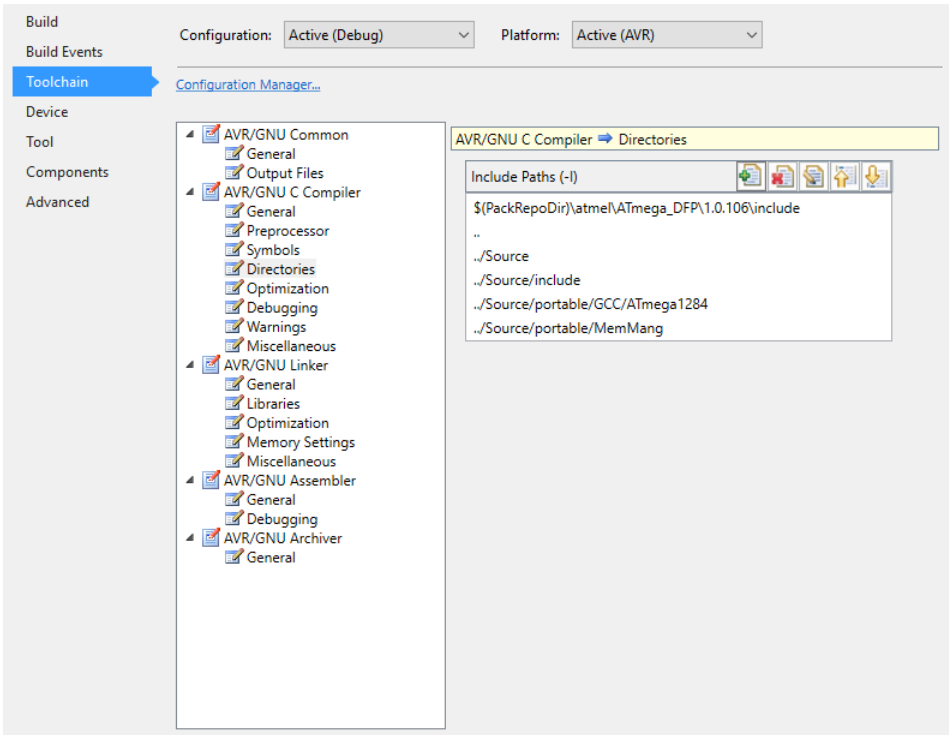 Build
Build Events
Toolchain
Device
Tool
Components
Advanced
Configuration: Active (Debug) Platform: Active (AVR)
Configuration Manager...
AVR/GNU Common
General
Output Files
AVR/GNU C Compiler
General
Preprocessor
Symbols
Directories
Optimization
Debugging
Warnings
Miscellaneous
AVR/GNU Linker
General
Libraries
Optimization
Memory Settings
Miscellaneous
AVR/GNU Assembler
General
Debugging
AVR/GNU Archiver
General
AVR/GNU C Compiler ➡ Directories
Include Paths (-I)
$(PackRepoDir)\atmel\ATmega_DFP\1.0.106\include
..
../Source
../Source/include
../Source/portable/GCC/ATmega1284
../Source/portable/MemMang